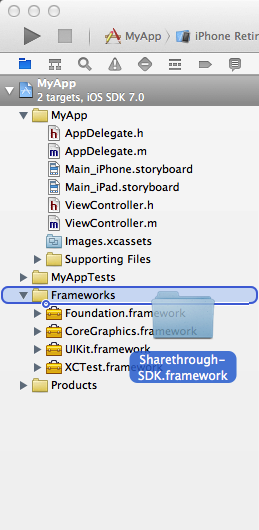 MyApp iPhone Reti
MyApp
2 targets, iOS SDK 7.0
MyApp
AppDelegate.h
AppDelegate.m
Main_iPhone.storyboard
Main_iPad.storyboard
ViewController.h
ViewController.m
Images.xcassets
Supporting Files
MyAppTests
Frameworks
Foundation.framework
CoreGraphics.framework
UIKit.framework
XCTest.framework
Sharethrough-
SDK.framework
Products